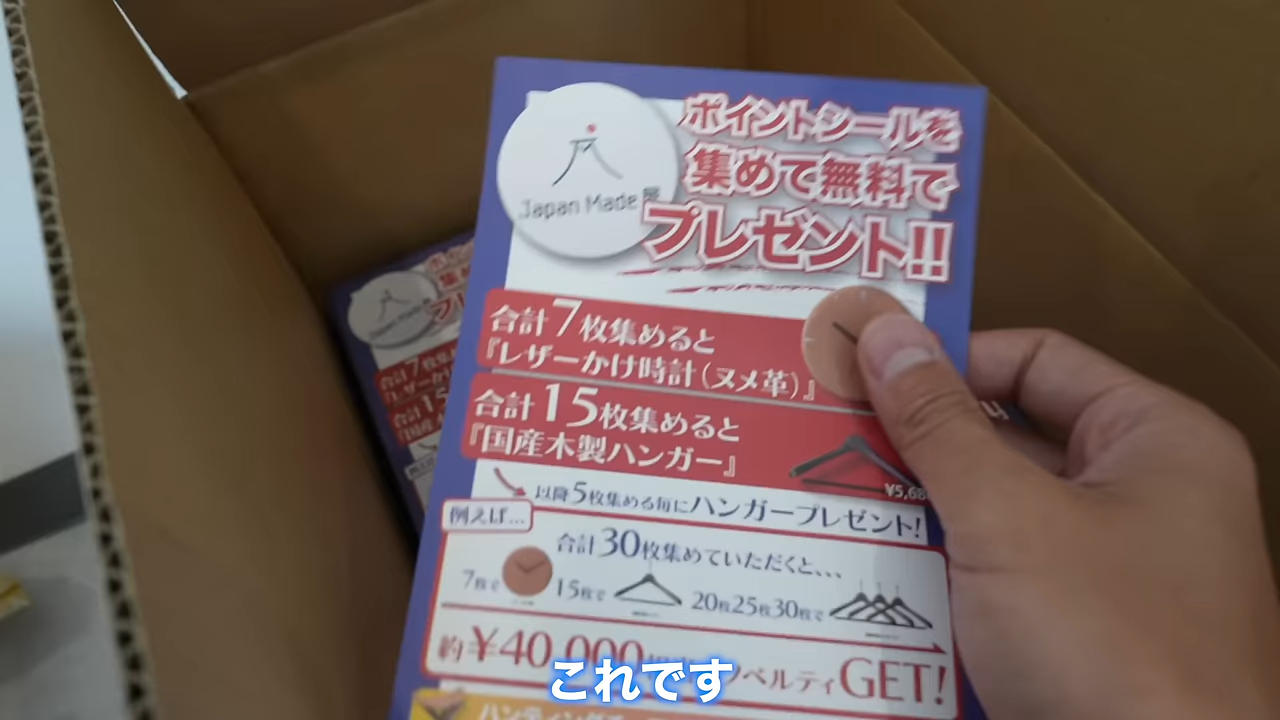 ポイントシールを
集めて無料で
プレゼント!!
Japan Made
合計7枚集めると
『レザーかけ時計(ヌメ革)』
合計15枚集めると
『国産木製ハンガー』
¥5,68
以降5枚集める毎にハンガープレゼント!
例えば...
合計30枚集めていただくと、、、
7枚で
15枚で
20枚25枚30枚で
約¥40,000
ノベルティGET!
これです